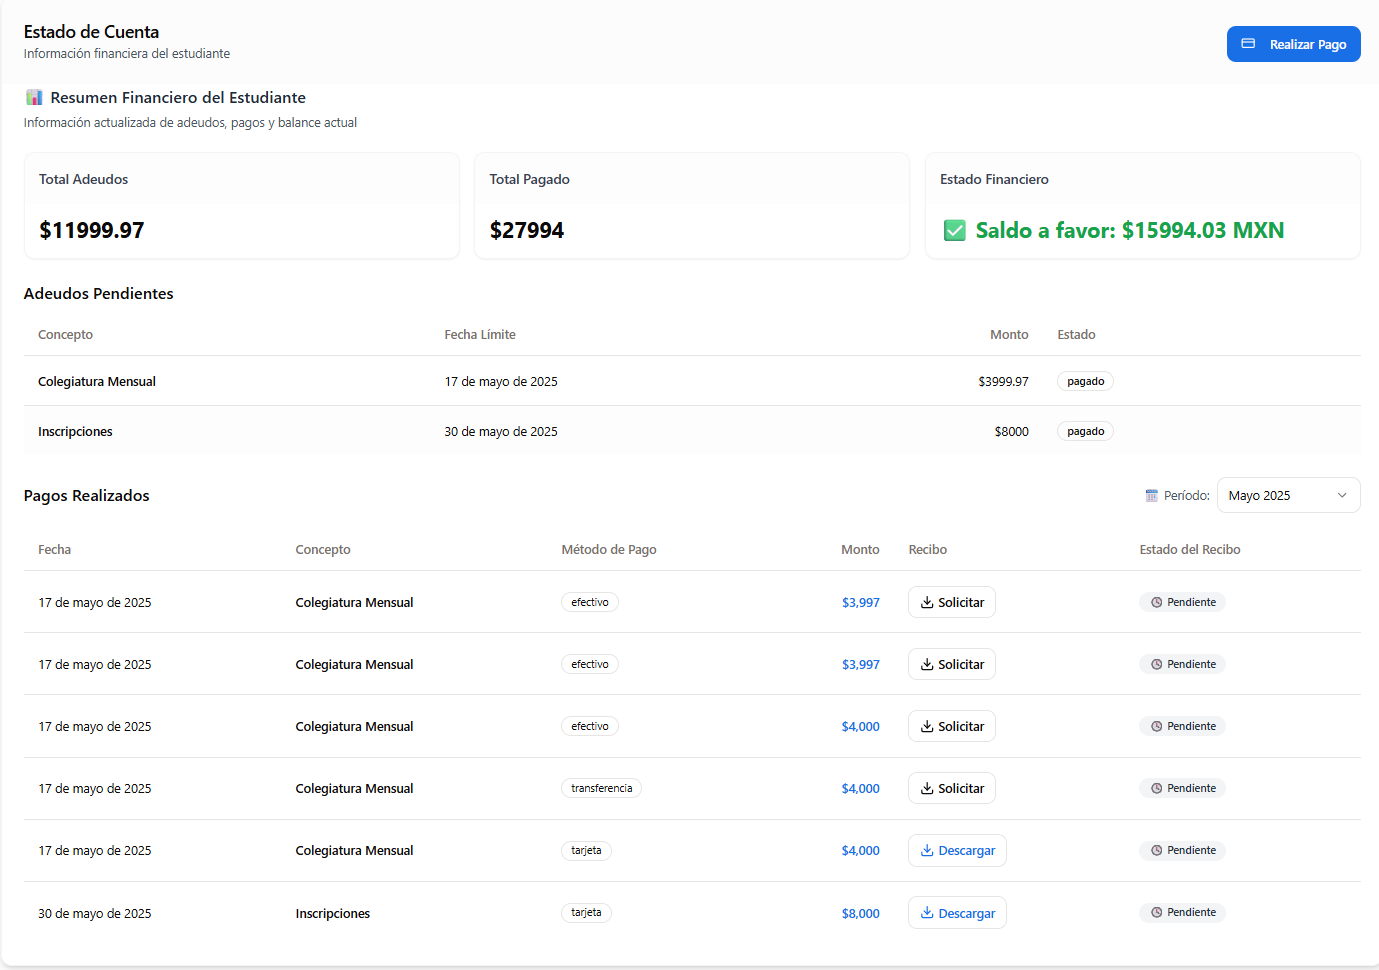 Estado de Cuenta
Información financiera del estudiante
Realizar Pago
Resumen Financiero del Estudiante
Información actualizada de adeudos, pagos y balance actual
Total Adeudos
$11999.97
Total Pagado
$27994
Estado Financiero
Saldo a favor: $15994.03 MXN
Adeudos Pendientes
Concepto Fecha Límite Monto Estado
Colegiatura Mensual 17 de mayo de 2025 $3999.97 pagado
Inscripciones 30 de mayo de 2025 $8000 pagado
Pagos Realizados
Período: Mayo 2025
Fecha Concepto Método de Pago Monto Recibo Estado del Recibo
17 de mayo de 2025 Colegiatura Mensual efectivo $3,997 Solicitar Pendiente
17 de mayo de 2025 Colegiatura Mensual efectivo $3,997 Solicitar Pendiente
17 de mayo de 2025 Colegiatura Mensual efectivo $4,000 Solicitar Pendiente
17 de mayo de 2025 Colegiatura Mensual transferencia $4,000 Solicitar Pendiente
17 de mayo de 2025 Colegiatura Mensual tarjeta $4,000 Descargar Pendiente
30 de mayo de 2025 Inscripciones tarjeta $8,000 Descargar Pendiente